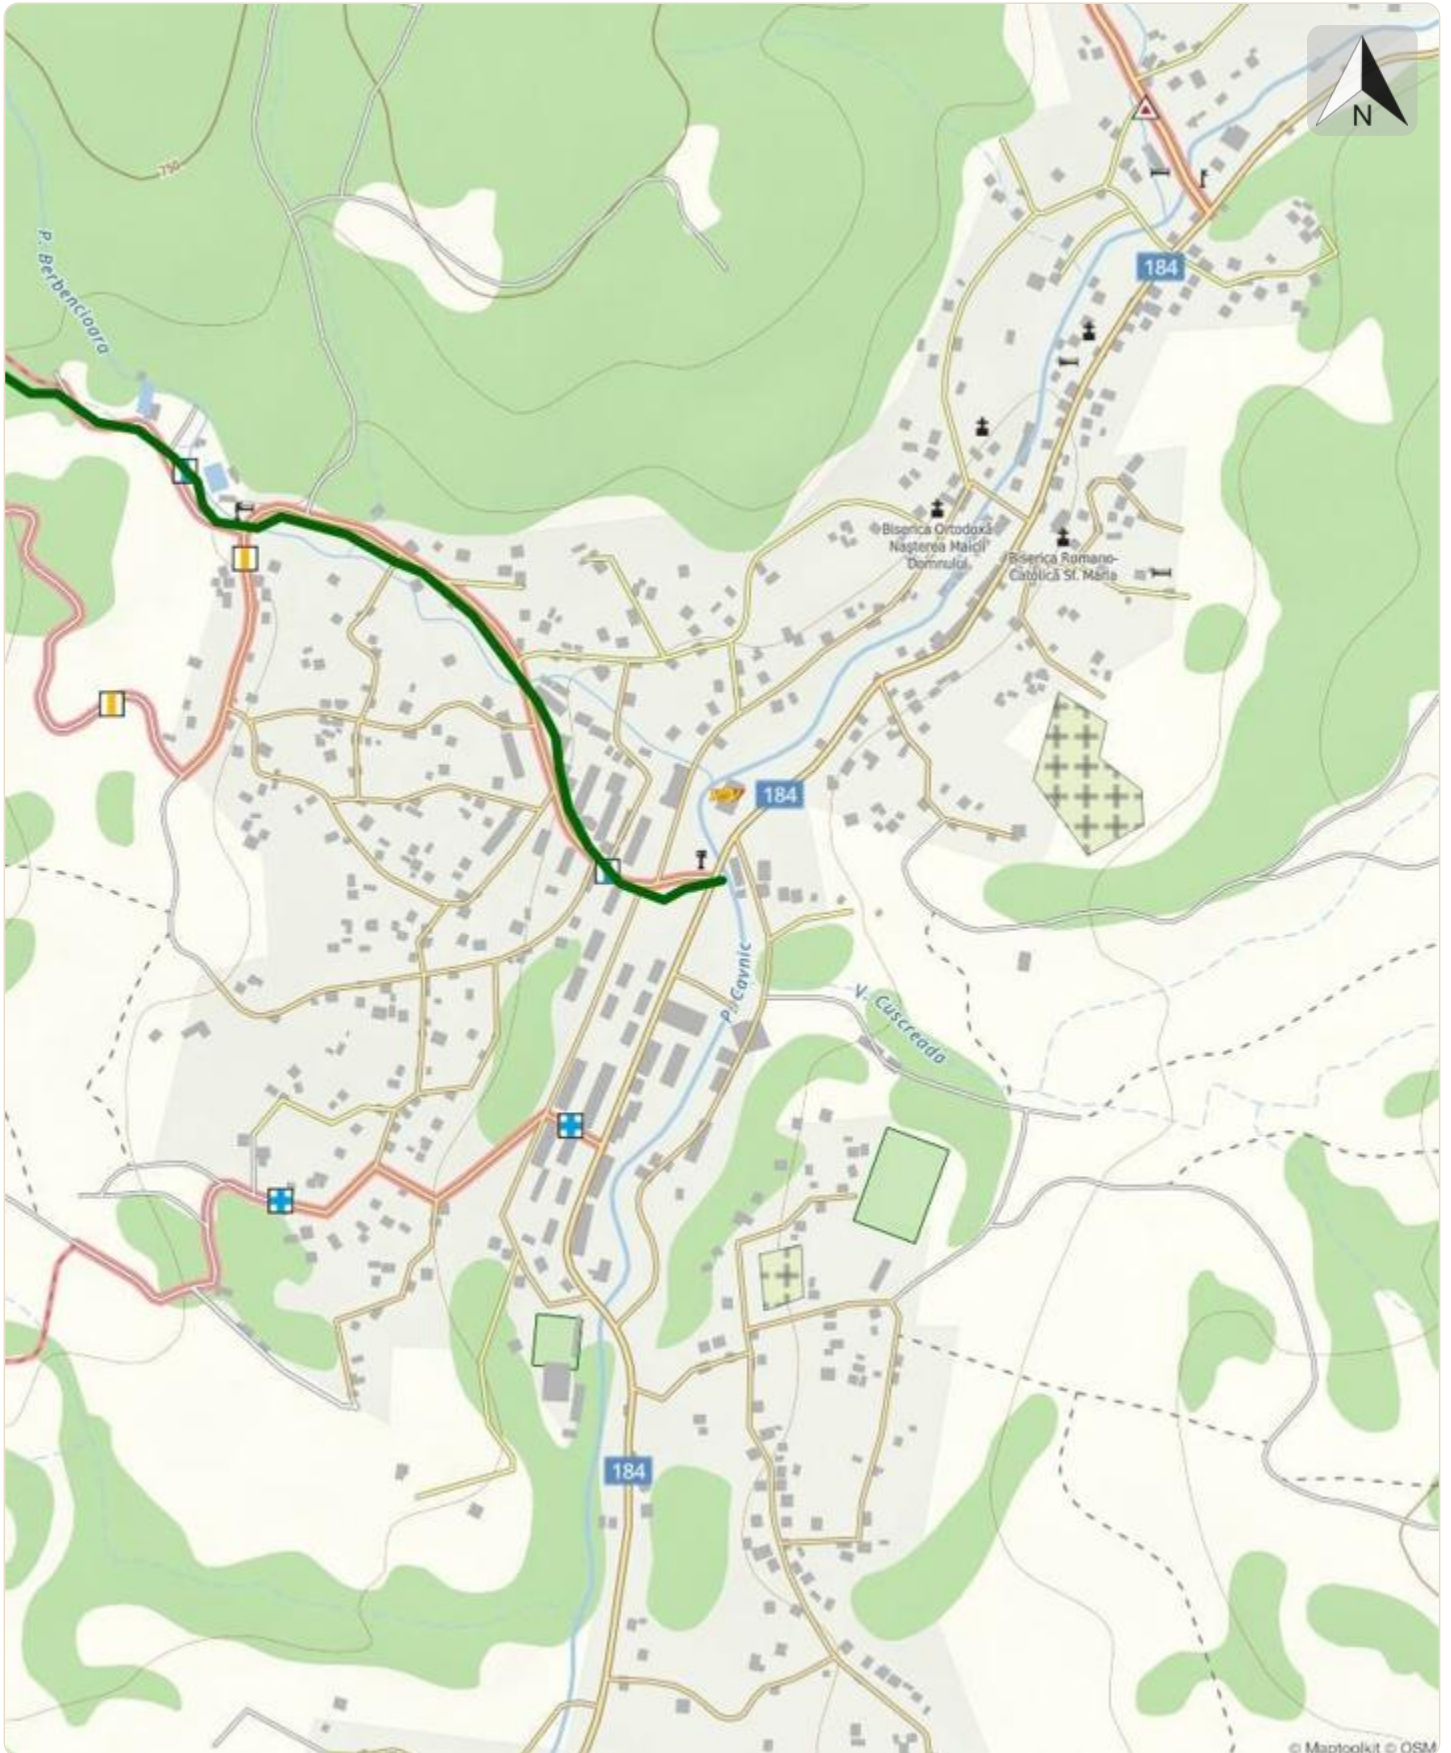 N
750
P. Berbencioara
184
Biserica Ortodoxă
Nașterea Maicii
Domnului
Biserica Romano-
Catolică Sf. Maria
184
P. Cavnic
V. Cuscreada
184
© Maptoolkit © OSM